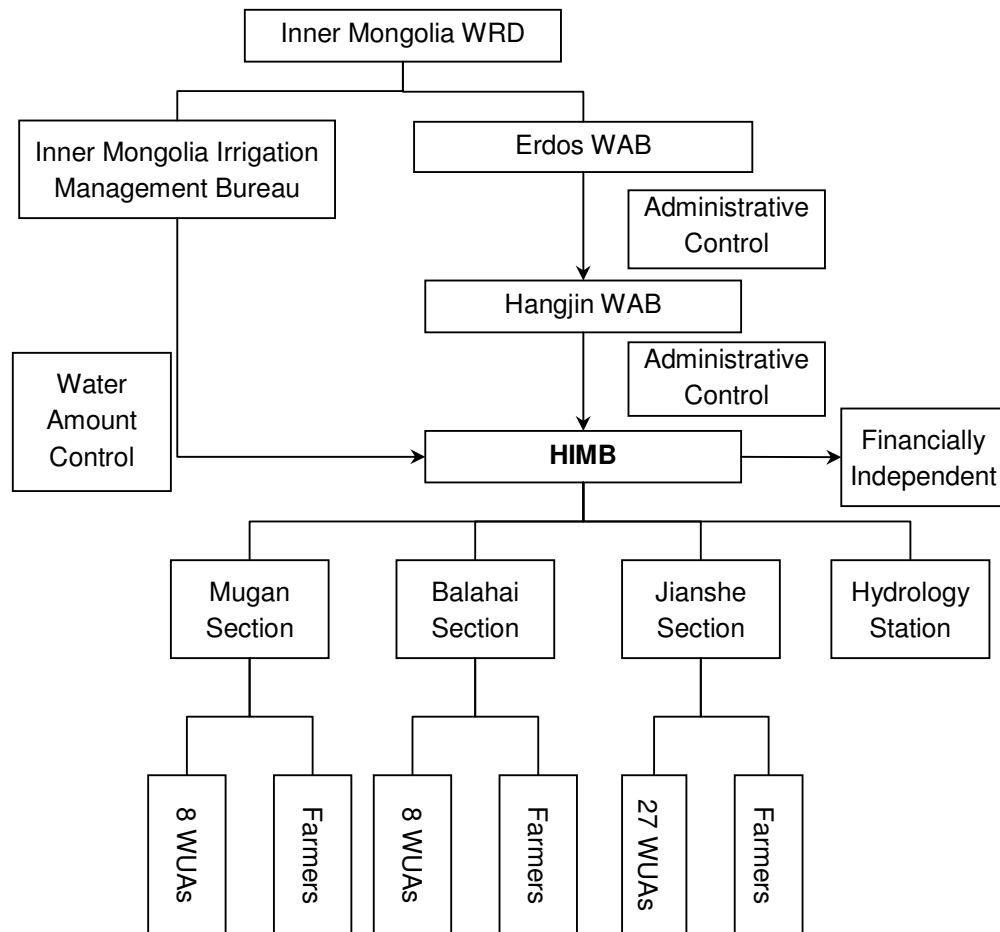 Inner Mongolia WRD
Inner Mongolia Irrigation
Management Bureau
Erdos WAB
Administrative
Control
Hangjin WAB
Administrative
Control
Water
Amount
Control
HIMB
Financially
Independent
Mugan
Section
Balahai
Section
Jianshe
Section
Hydrology
Station
8 WUAs
Farmers
8 WUAs
Farmers
27 WUAs
Farmers